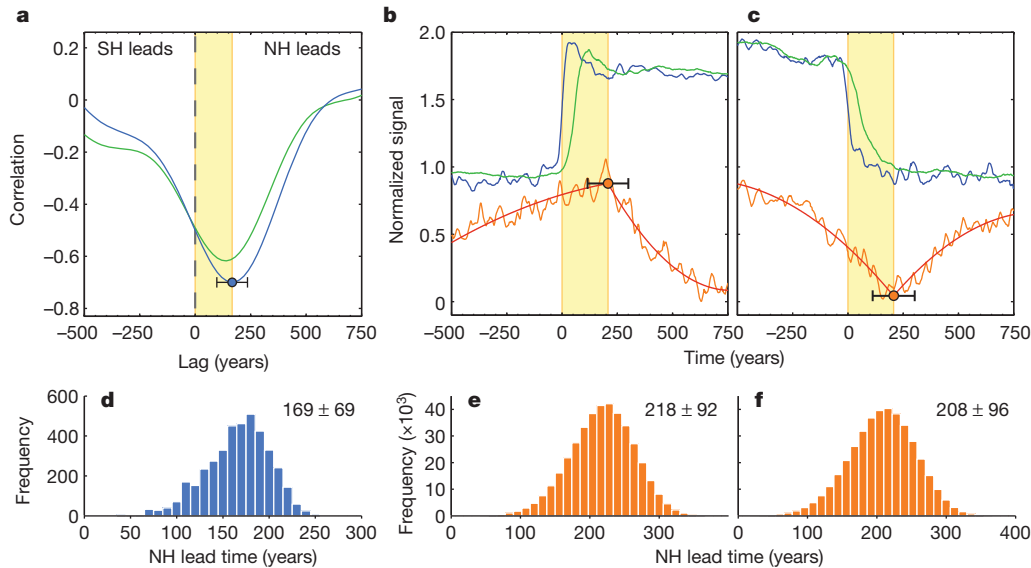 a
b
c
SH leads
NH leads
Correlation
0.2
0
−0.2
−0.4
−0.6
−0.8
−500
−250
0
250
500
750
Lag (years)
Normalized signal
2.0
1.5
1.0
0.5
0
−500
−250
0
250
500
750
−500
−250
0
250
500
750
Time (years)
d
169 ± 69
Frequency
600
400
200
0
0
50
100
150
200
250
300
NH lead time (years)
e
218 ± 92
Frequency (×10³)
40
30
20
10
0
0
100
200
300
f
208 ± 96
0
100
200
300
400
NH lead time (years)